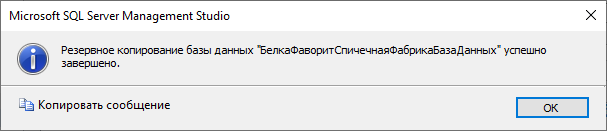 Microsoft SQL Server Management Studio
Резервное копирование базы данных "БелкаФаворитСпичечнаяФабрикаБазаДанных" успешно
завершено.
Копировать сообщение
OK